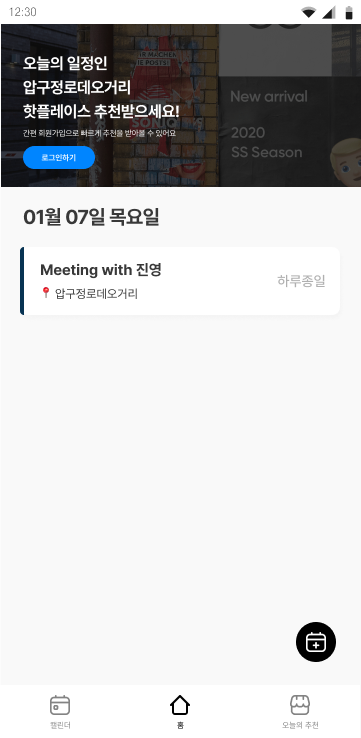 12:30
오늘의 일정인
압구정로데오거리
핫플레이스 추천받으세요!
간편 회원가입으로 빠르게 추천을 받아볼 수 있어요
로그인하기
New arrival
2020
SS Season
01월 07일 목요일
Meeting with 진영
하루종일
압구정로데오거리
캘린더
홈
오늘의 추천